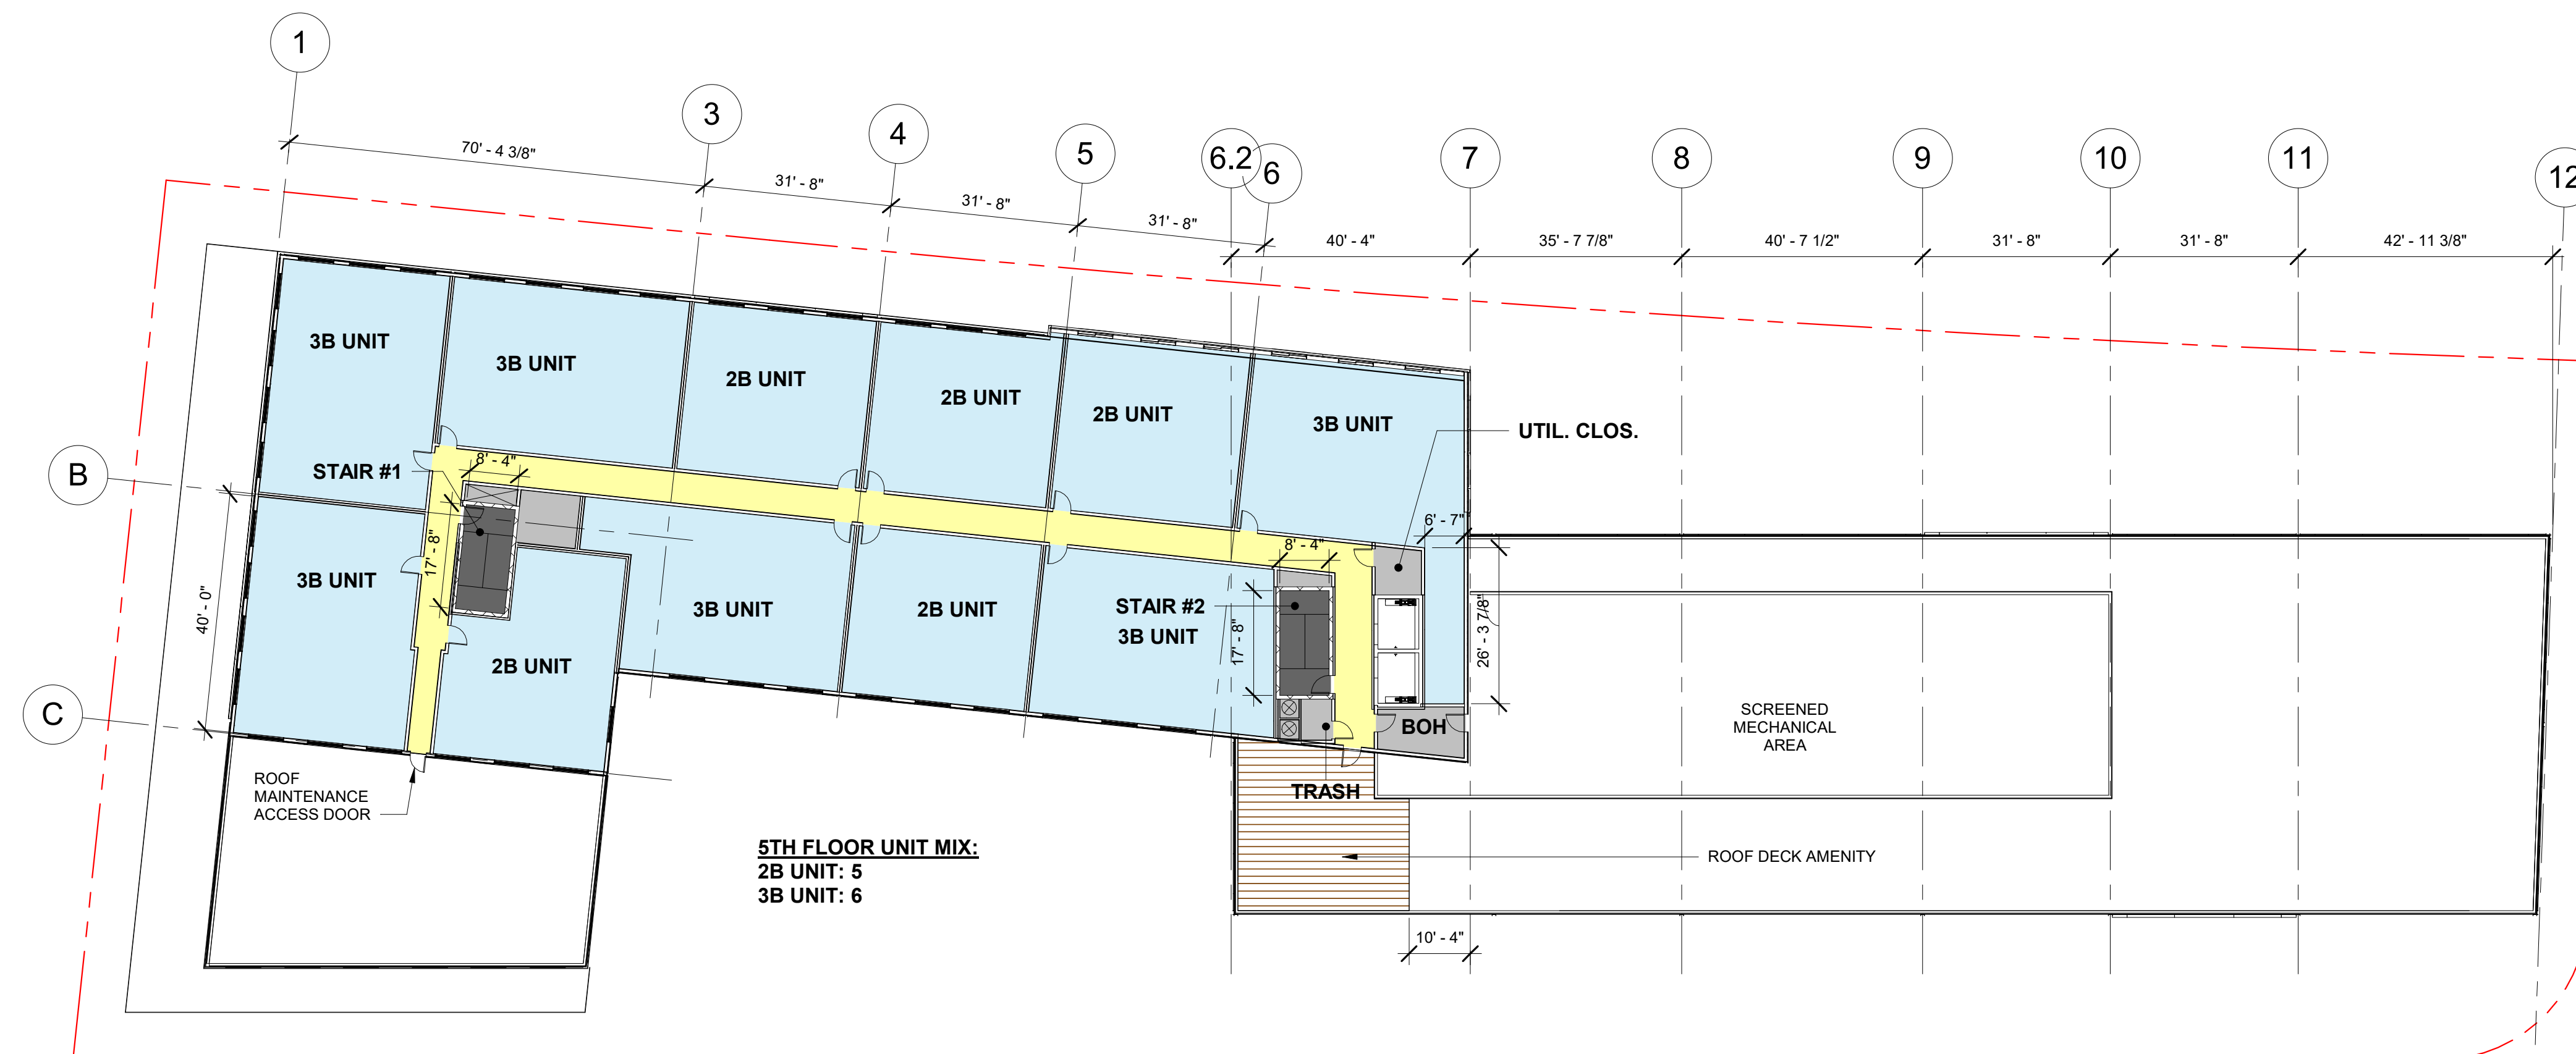 1
3
4
5
6.2
6
7
8
9
10
11
12
70' - 4 3/8"
31' - 8"
31' - 8"
31' - 8"
40' - 4"
35' - 7 7/8"
40' - 7 1/2"
31' - 8"
31' - 8"
42' - 11 3/8"
3B UNIT
3B UNIT
2B UNIT
2B UNIT
2B UNIT
3B UNIT
UTIL. CLOS.
B
STAIR #1
8' - 4"
17' - 8"
6' - 7"
8' - 4"
3B UNIT
40' - 0"
3B UNIT
2B UNIT
STAIR #2
3B UNIT
17' - 8"
26' - 3 7/8"
2B UNIT
C
BOH
SCREENED
MECHANICAL
AREA
ROOF
MAINTENANCE
ACCESS DOOR
TRASH
5TH FLOOR UNIT MIX:
2B UNIT: 5
3B UNIT: 6
ROOF DECK AMENITY
10' - 4"